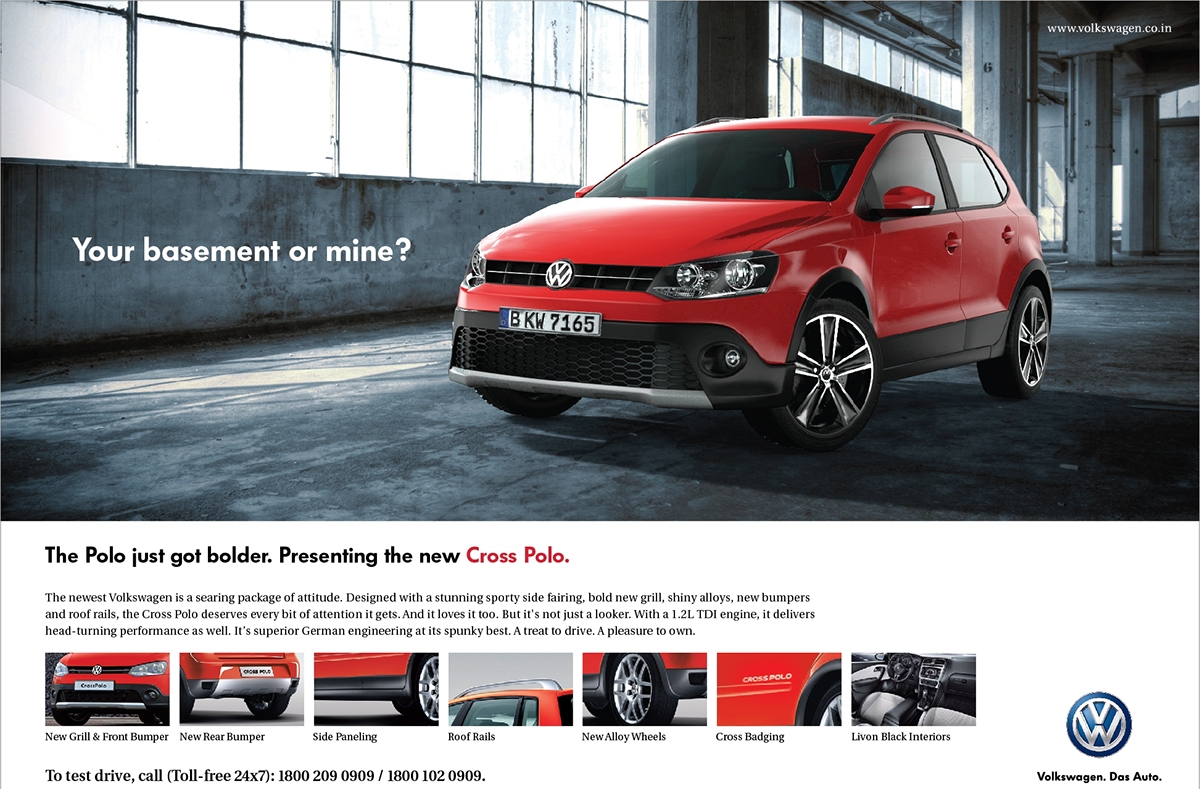 www.volkswagen.co.in
6
3
Your basement or mine?
B KW 7165
The Polo just got bolder. Presenting the new Cross Polo.
The newest Volkswagen is a searing package of attitude. Designed with a stunning sporty side fairing, bold new grill, shiny alloys, new bumpers
and roof rails, the Cross Polo deserves every bit of attention it gets. And it loves it too. But it's not just a looker. With a 1.2L TDI engine, it delivers
head-turning performance as well. It's superior German engineering at its spunky best. A treat to drive. A pleasure to own.
CrossPolo
CROSS POLO
CROSS POLO
New Grill & Front Bumper
New Rear Bumper
Side Paneling
Roof Rails
New Alloy Wheels
Cross Badging
Livon Black Interiors
To test drive, call (Toll-free 24x7): 1800 209 0909 / 1800 102 0909.
Volkswagen. Das Auto.